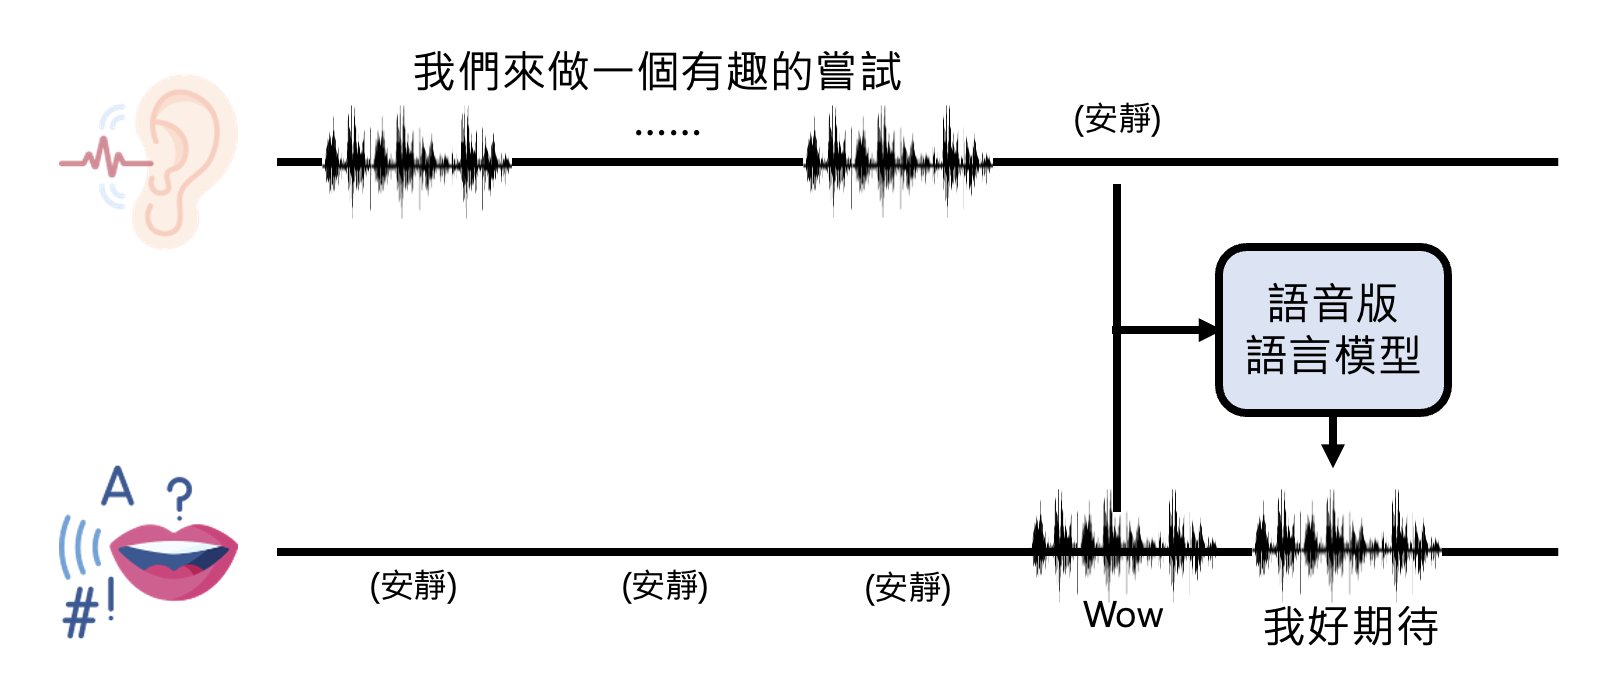 我們來做一個有趣的嘗試
......
(安靜)
語音版
語言模型
A ?
#!
(安靜) (安靜) (安靜)
Wow
我好期待